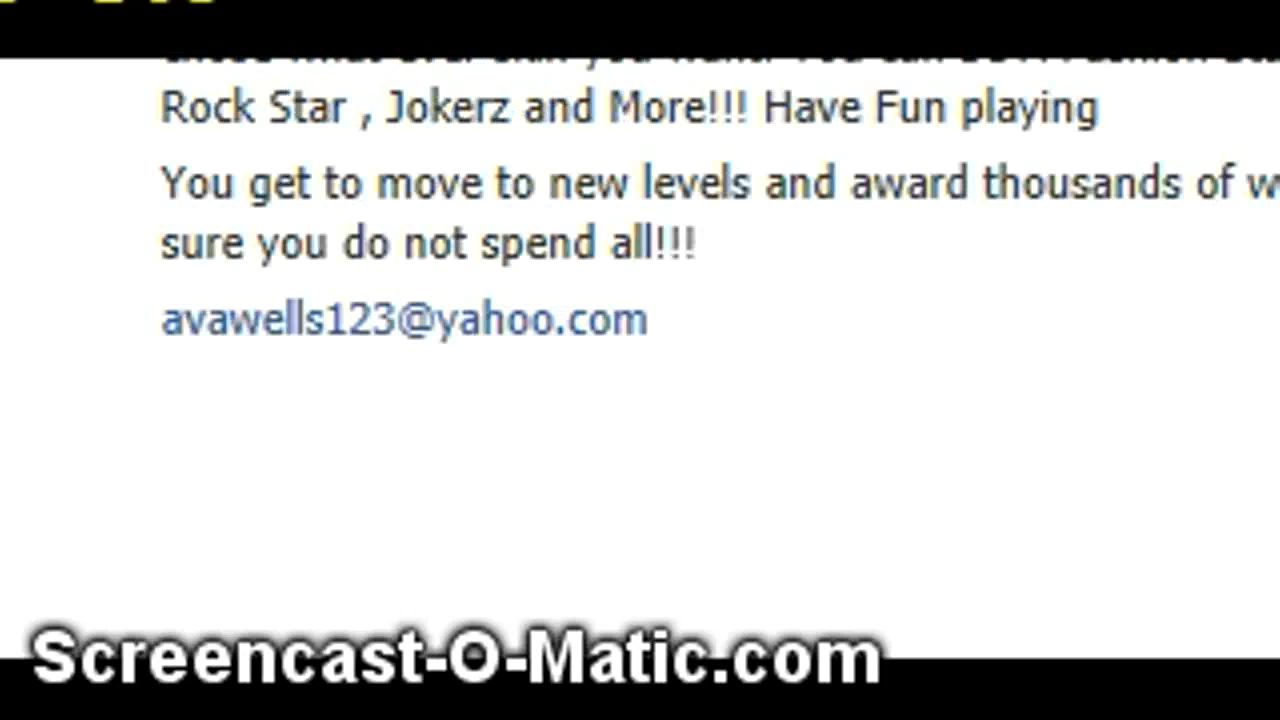 Rock Star , Jokerz and More!!! Have Fun playing
You get to move to new levels and award thousands of
sure you do not spend all!!!
avawells123@yahoo.com
Screencast-O-Matic.com